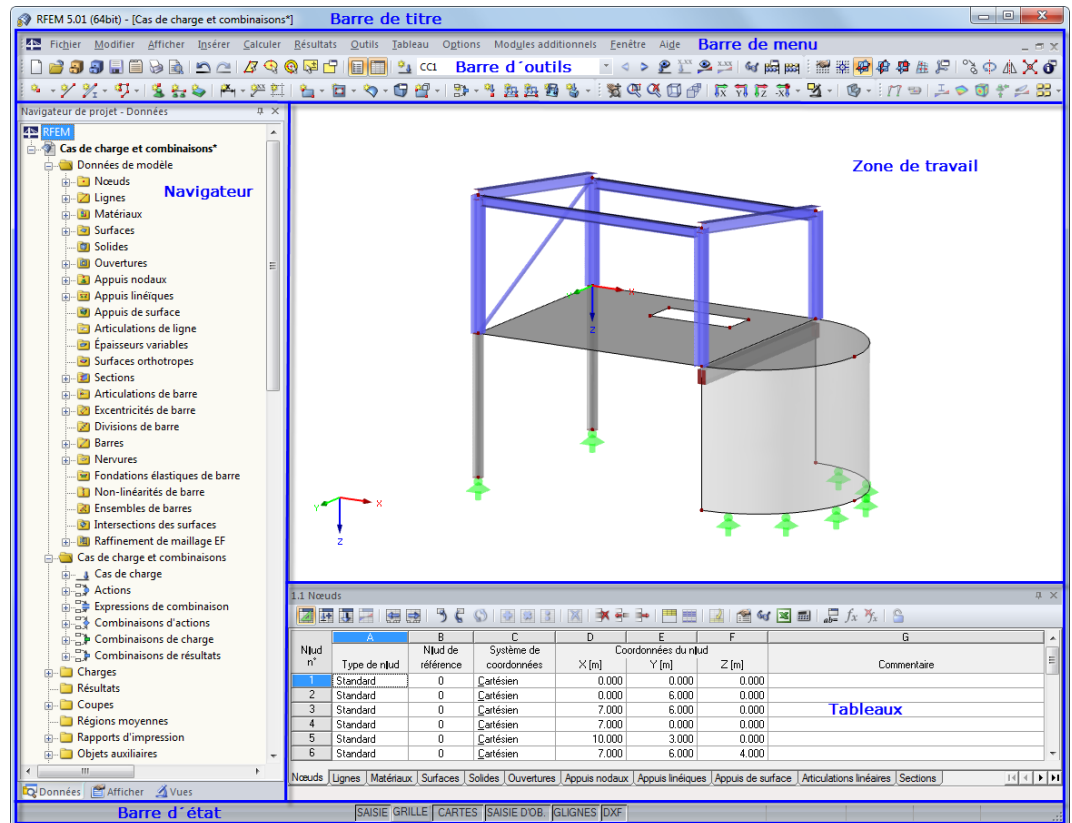 RFEM 5.01 (64bit) - [Cas de charge et combinaisons*]
Barre de titre
Fichier Modifier Afficher Insérer Calculer Résultats Outils Tableau Options Modules additionnels Fenêtre Aide
Barre de menu
CC1
Barre d´outils
Navigateur de projet - Données
RFEM
Cas de charge et combinaisons*
Données de modèle
Nœuds
Navigateur
Lignes
Matériaux
Surfaces
Solides
Ouvertures
Appuis nodaux
Appuis linéïques
Appuis de surface
Articulations de ligne
Épaisseurs variables
Surfaces orthotropes
Sections
Articulations de barre
Excentricités de barre
Divisions de barre
Barres
Nervures
Fondations élastiques de barre
Non-linéarités de barre
Ensembles de barres
Intersections des surfaces
Raffinement de maillage EF
Cas de charge et combinaisons
Cas de charge
Actions
Expressions de combinaison
Combinaisons d'actions
Combinaisons de charge
Combinaisons de résultats
Charges
Résultats
Coupes
Régions moyennes
Rapports d'impression
Objets auxiliaires
Données Afficher Vues
Zone de travail
X
Z
Y X
Z
1.1 Nœuds
A B C D E F G
Nlud Nlud de Système de Coordonnées du nlud
n° Type de nlud référence coordonnées X [m] Y [m] Z [m] Commentaire
1 Standard 0 Cartésien 0.000 0.000 0.000
2 Standard 0 Cartésien 0.000 6.000 0.000
3 Standard 0 Cartésien 7.000 6.000 0.000
Tableaux
4 Standard 0 Cartésien 7.000 0.000 0.000
5 Standard 0 Cartésien 10.000 3.000 0.000
6 Standard 0 Cartésien 7.000 6.000 4.000
Nœuds Lignes Matériaux Surfaces Solides Ouvertures Appuis nodaux Appuis linéiques Appuis de surface Articulations linéaires Sections
Barre d´état
SAISIE GRILLE CARTES SAISIE D'OB. GLIGNES DXF